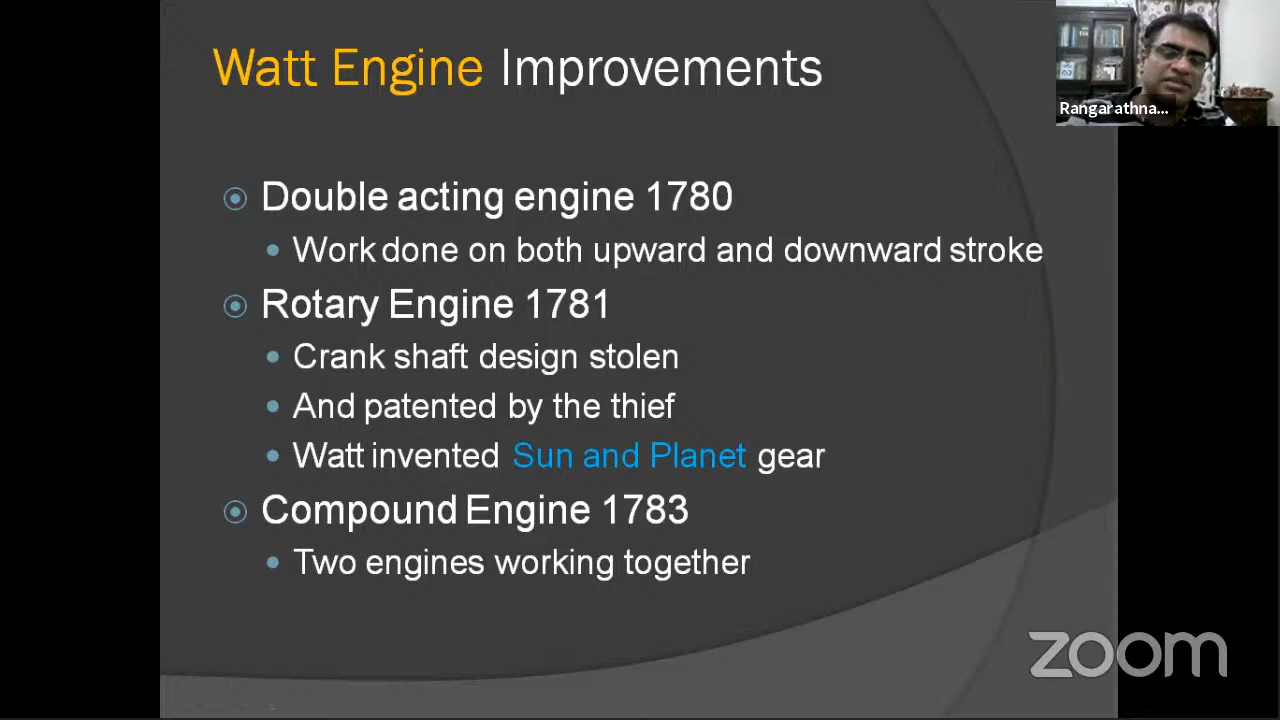 Watt Engine Improvements
Rangarathna...
Double acting engine 1780
Work done on both upward and downward stroke
Rotary Engine 1781
Crank shaft design stolen
And patented by the thief
Watt invented Sun and Planet gear
Compound Engine 1783
Two engines working together
zoom